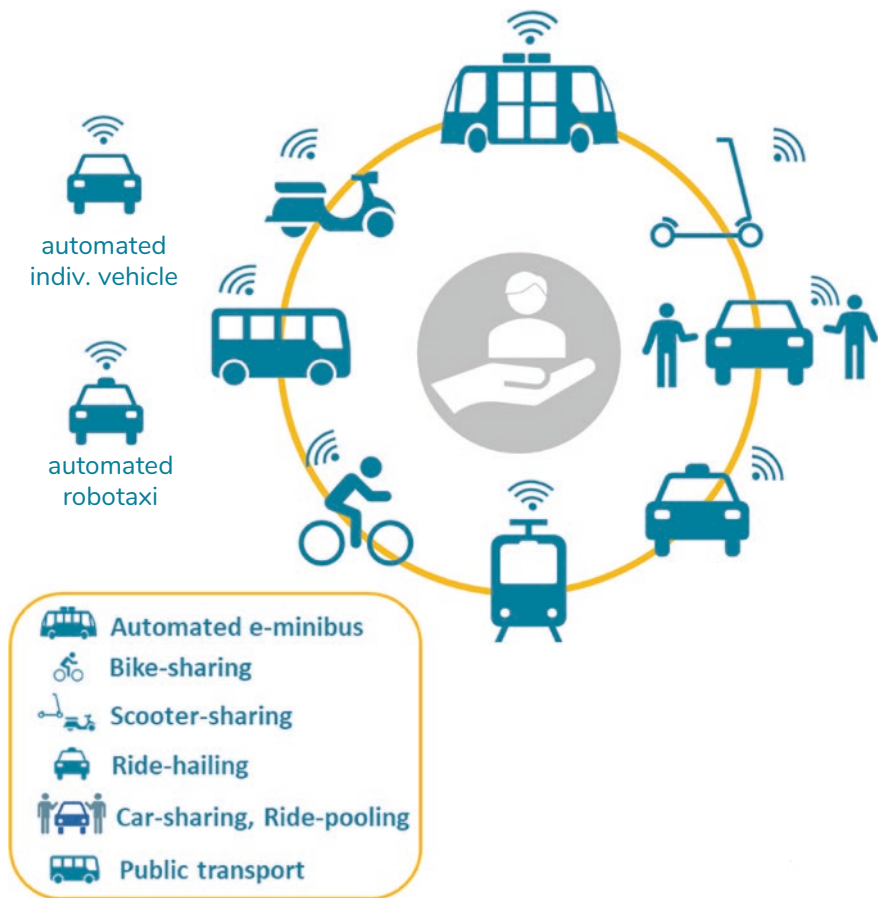 automated
indiv. vehicle
automated
robotaxi
Automated e-minibus
Bike-sharing
Scooter-sharing
Ride-hailing
Car-sharing, Ride-pooling
Public transport